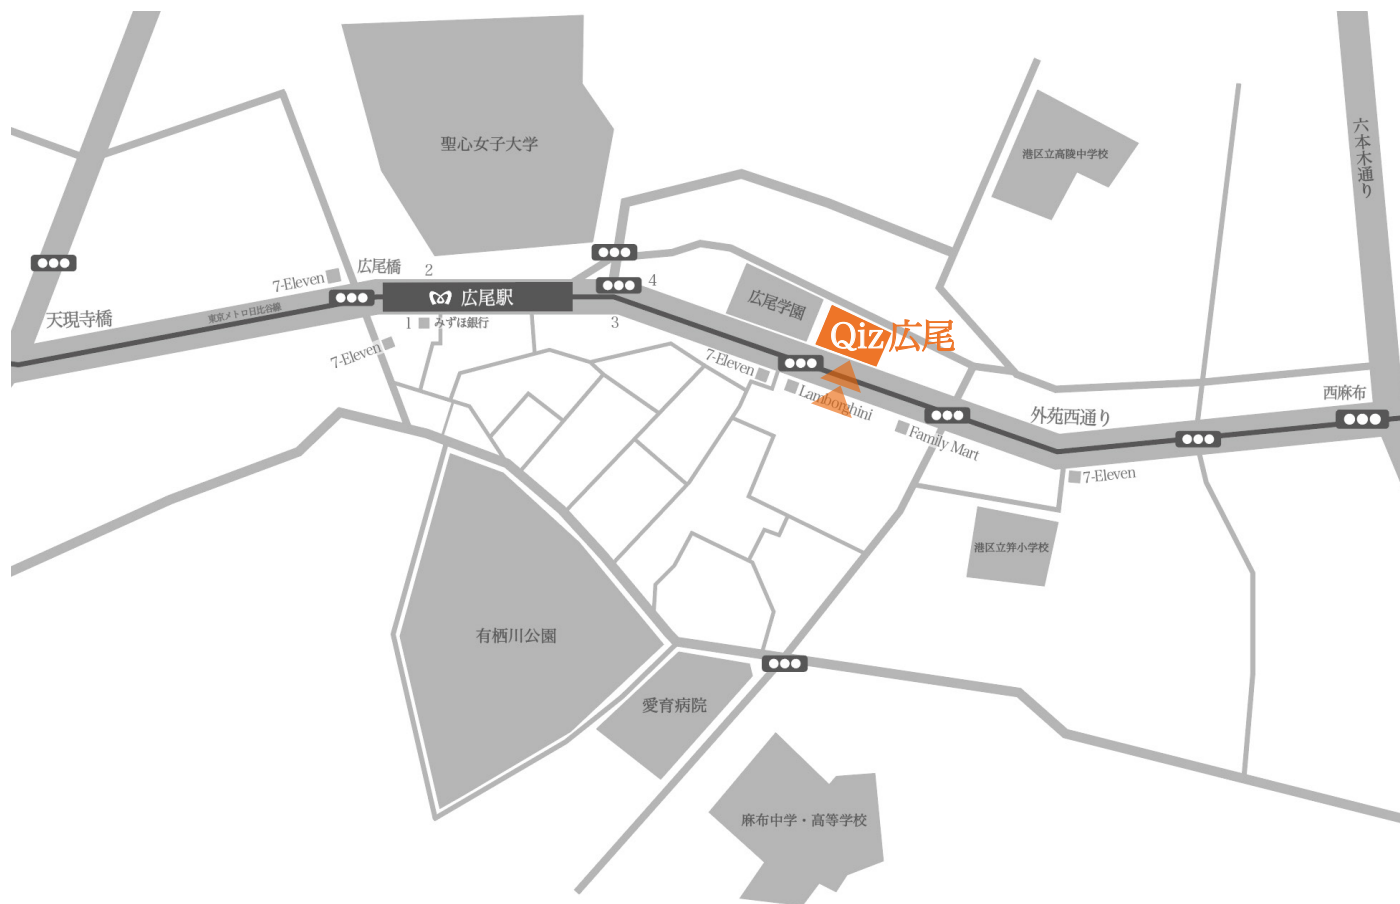 聖心女子大学
港区立高陵中学校
六本木通り
広尾橋
2
7-Eleven
広尾駅
4
天現寺橋
東京メトロ日比谷線
1
みずほ銀行
3
7-Eleven
広尾学園
Qiz広尾
7-Eleven
Lamborghini
外苑西通り
西麻布
Family Mart
7-Eleven
港区立笄小学校
有栖川公園
愛育病院
麻布中学・高等学校